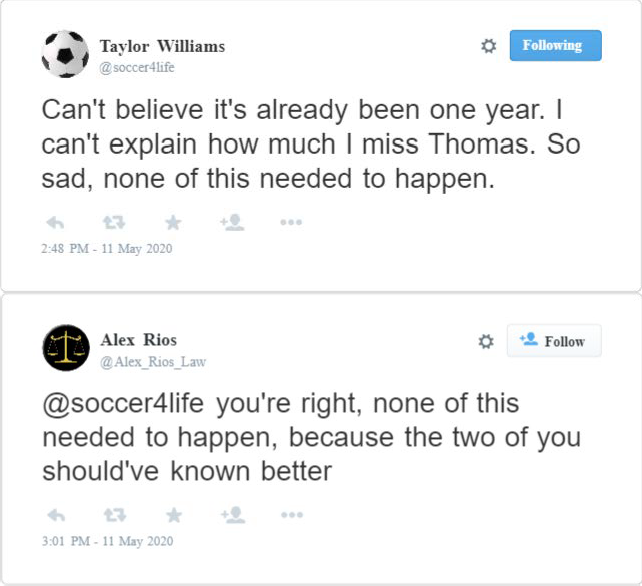 Taylor Williams
Following
@soccer4life
Can't believe it's already been one year. I
can't explain how much I miss Thomas. So
sad, none of this needed to happen.
2:48 PM - 11 May 2020
Alex Rios
Follow
@Alex_Rios_Law
@soccer4life you're right, none of this
needed to happen, because the two of you
should've known better
3:01 PM - 11 May 2020